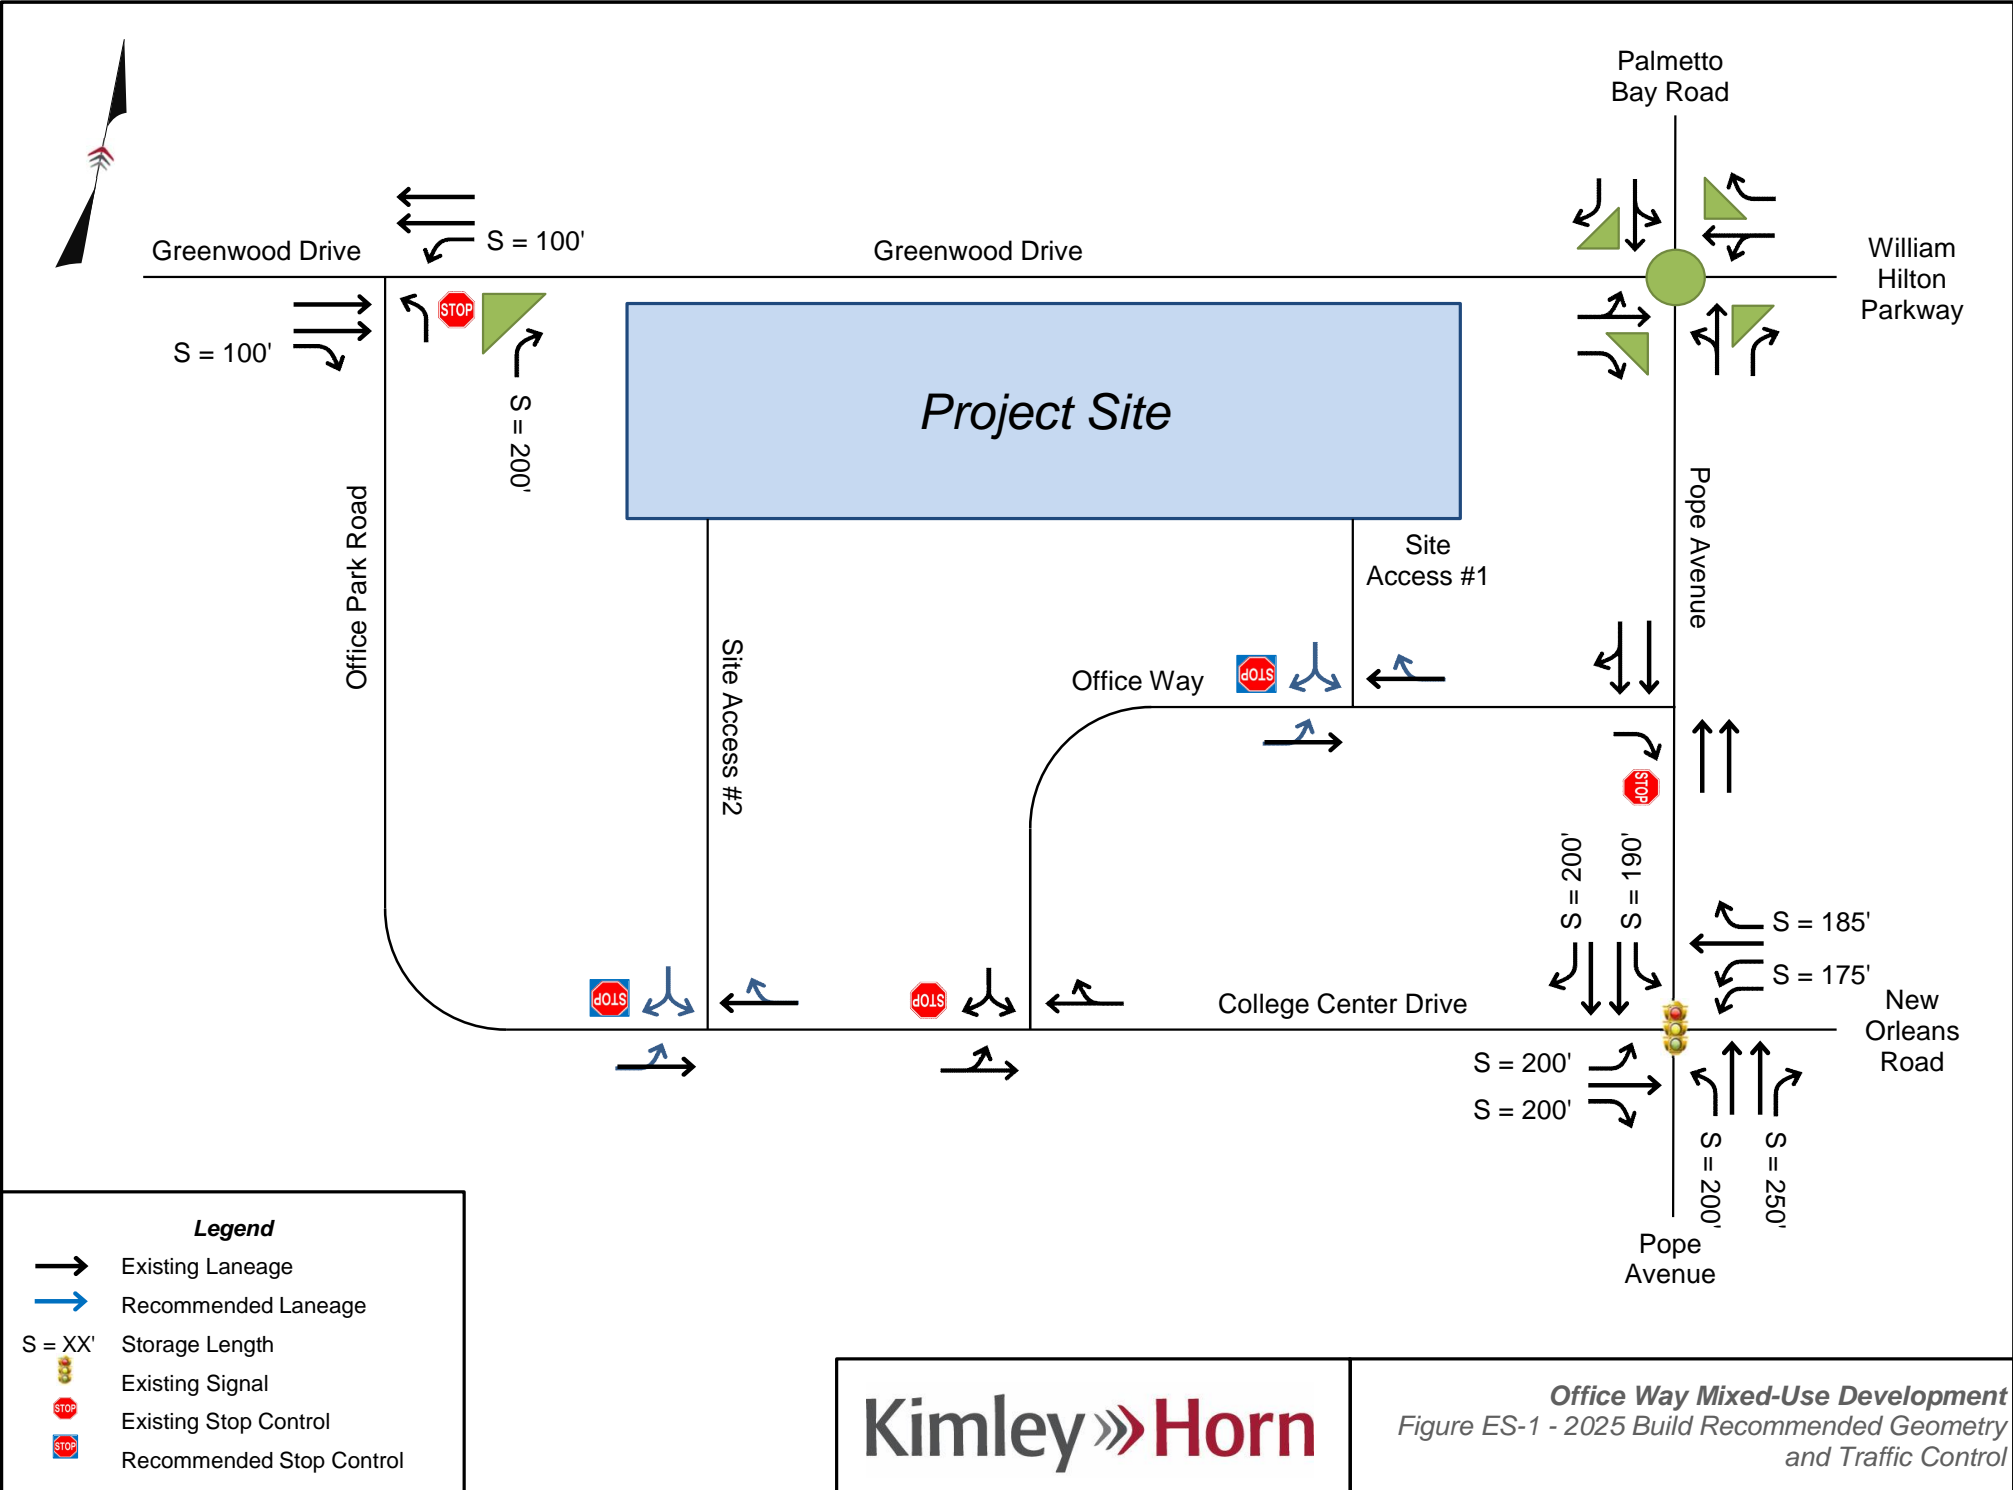 Palmetto
Bay Road
Greenwood Drive
S = 100'
Greenwood Drive
William
Hilton
Parkway
S = 100'
STOP
S = 200'
Project Site
Office Park Road
Pope Avenue
Site
Access #1
Site Access #2
Office Way
STOP
STOP
S = 200'
S = 190'
S = 185'
S = 175'
STOP
STOP
College Center Drive
New
Orleans
Road
S = 200'
S = 200'
S = 200'
S = 250'
Pope
Avenue
Legend
Existing Laneage
Recommended Laneage
S = XX' Storage Length
Existing Signal
STOP Existing Stop Control
STOP Recommended Stop Control
Kimley Horn
Office Way Mixed-Use Development
Figure ES-1 - 2025 Build Recommended Geometry
and Traffic Control